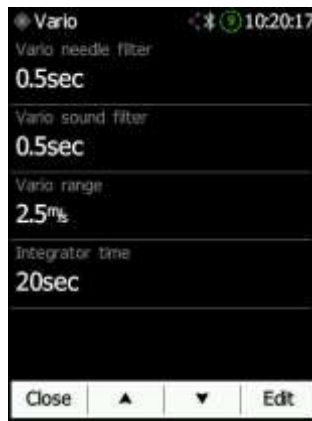 Vario 9 10:20:17
Vario needle filter
0.5sec
Vario sound filter
0.5sec
Vario range
2.5m/s
Integrator time
20sec
Close ▲ ▼ Edit